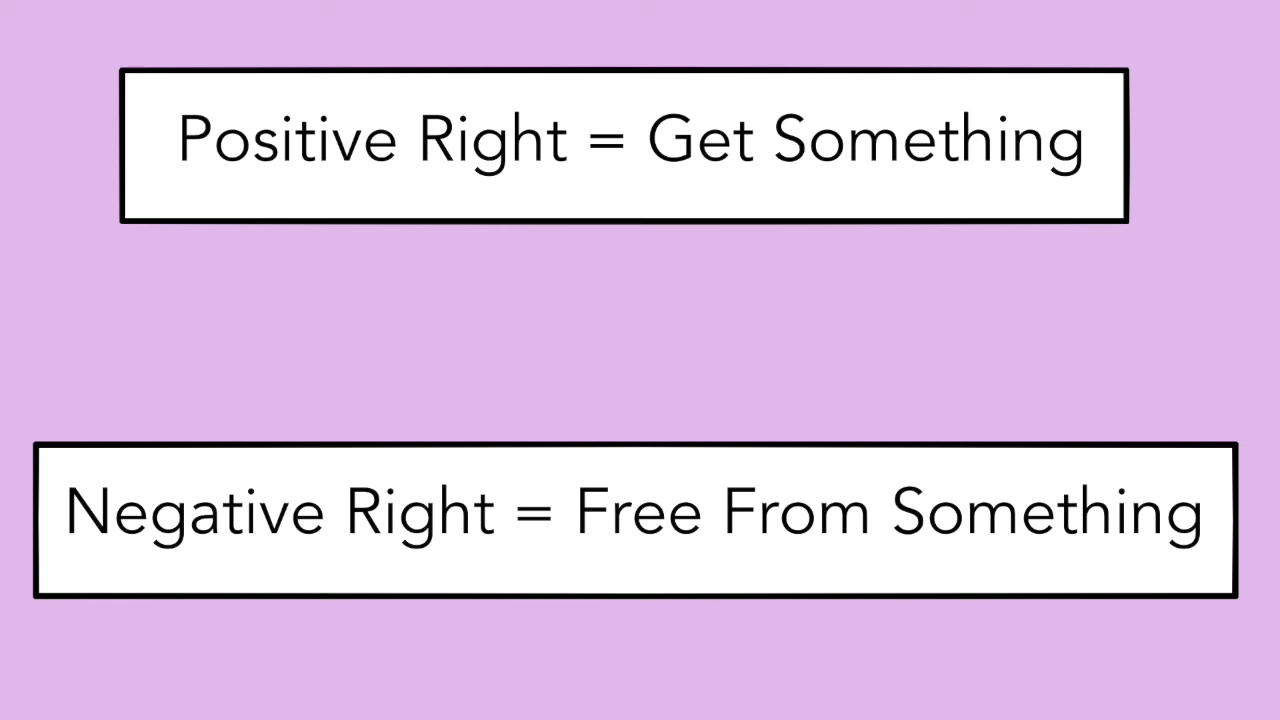 Positive Right = Get Something
Negative Right = Free From Something